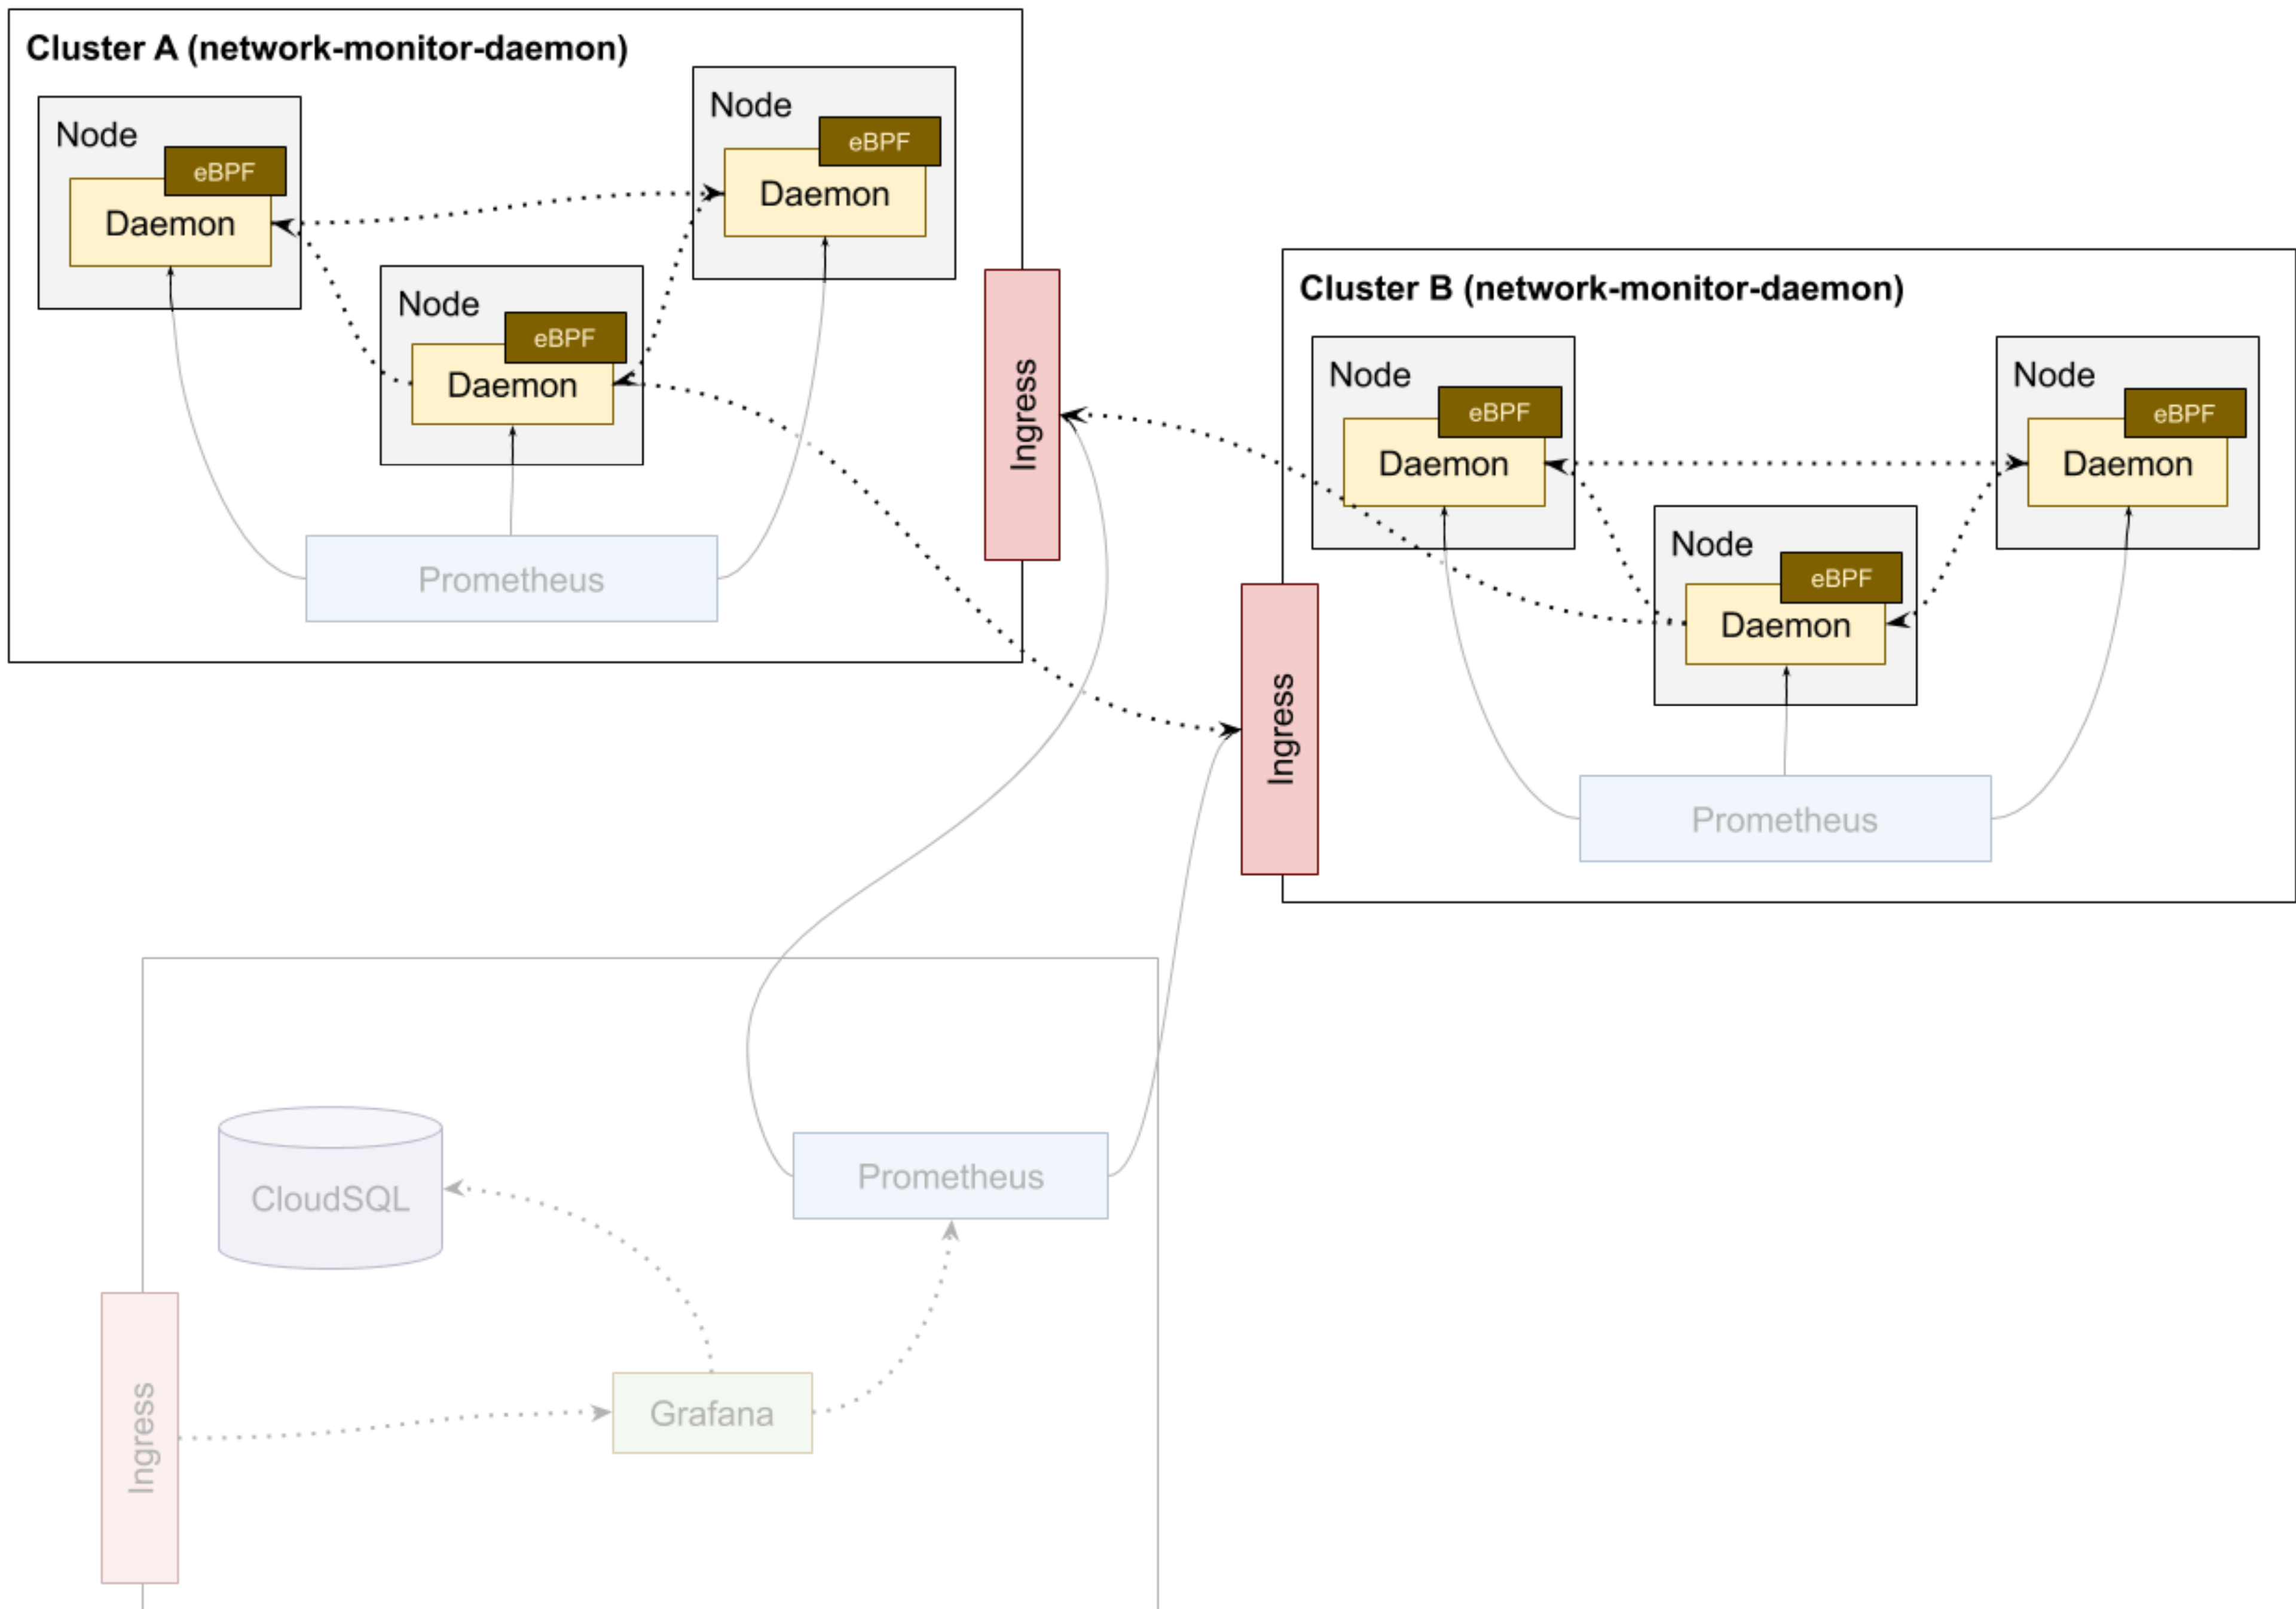 Cluster A (network-monitor-daemon)
Node
eBPF
Daemon
Node
eBPF
Daemon
Node
eBPF
Daemon
Prometheus
Ingress
Cluster B (network-monitor-daemon)
Node
eBPF
Daemon
Node
eBPF
Daemon
Node
eBPF
Daemon
Prometheus
Ingress
CloudSQL
Prometheus
Grafana
Ingress